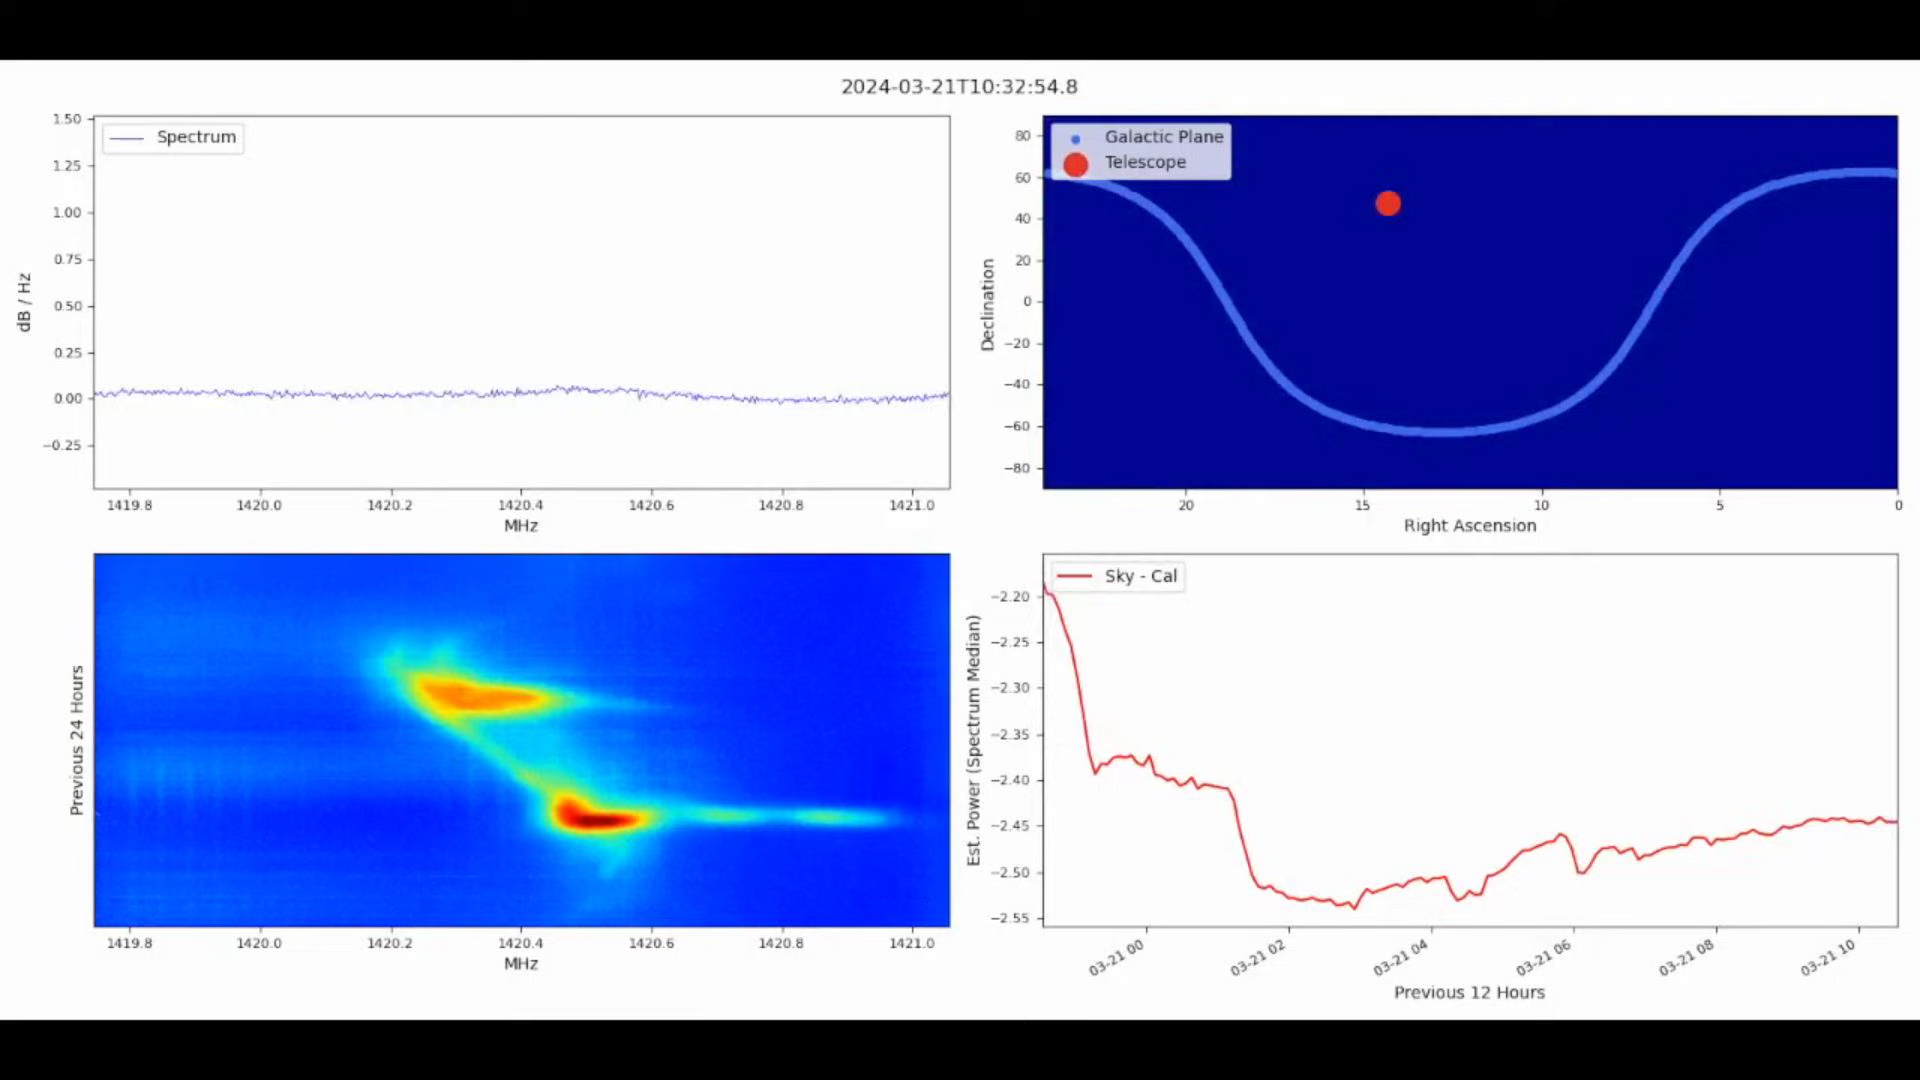 2024-03-21T10:32:54.8
Spectrum
1.50
1.25
1.00
0.75
0.50
0.25
0.00
−0.25
dB / Hz
1419.8 1420.0 1420.2 1420.4 1420.6 1420.8 1421.0
MHz
Galactic Plane
Telescope
80
60
40
20
0
−20
−40
−60
−80
Declination
20 15 10 5 0
Right Ascension
Previous 24 Hours
1419.8 1420.0 1420.2 1420.4 1420.6 1420.8 1421.0
MHz
Sky - Cal
−2.20
−2.25
−2.30
−2.35
−2.40
−2.45
−2.50
−2.55
Est. Power (Spectrum Median)
03-21 00 03-21 02 03-21 04 03-21 06 03-21 08 03-21 10
Previous 12 Hours